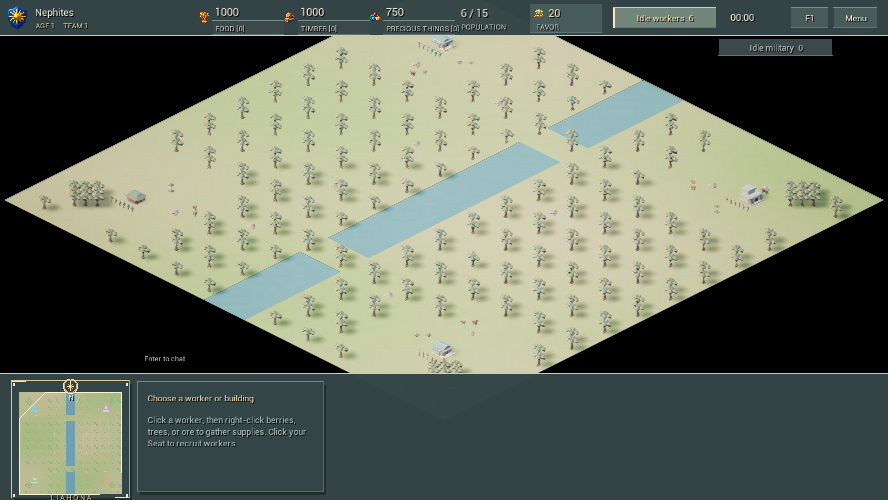 Nephites
AGE 1 TEAM 1
1000
FOOD [0]
1000
TIMBER [0]
750
PRECIOUS THINGS [0]
6 / 15
POPULATION
20
FAVOR
Idle workers 6
00:00
F1
Menu
Idle military 0
Enter to chat
Choose a worker or building
Click a worker, then right-click berries,
trees, or ore to gather supplies. Click your
Seat to recruit workers.
LIAHONA